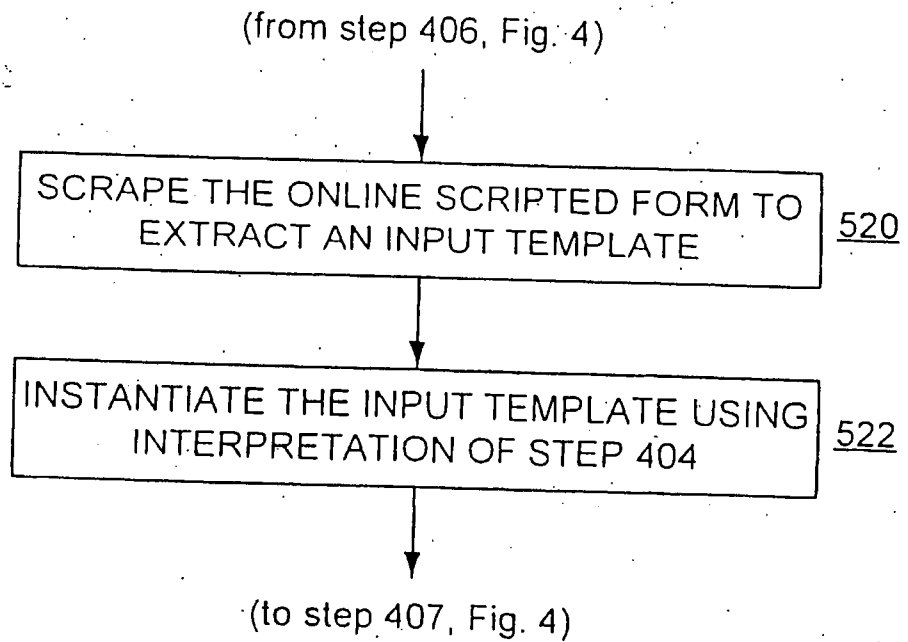 (from step 406, Fig. 4)
SCRAPE THE ONLINE SCRIPTED FORM TO
EXTRACT AN INPUT TEMPLATE
520
INSTANTIATE THE INPUT TEMPLATE USING
INTERPRETATION OF STEP 404
522
(to step 407, Fig. 4)